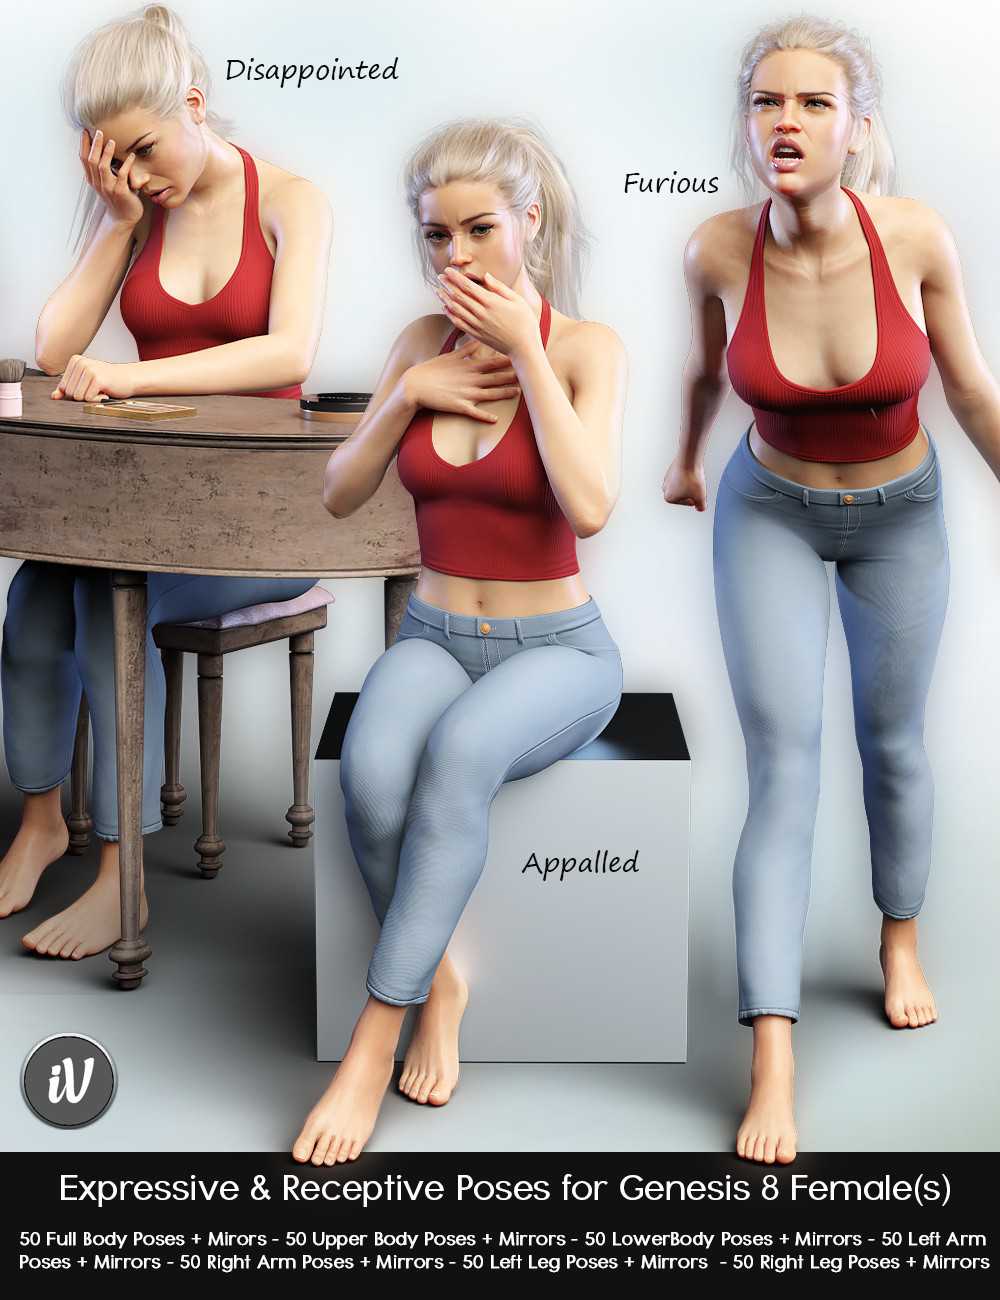 Disappointed
Furious
Appalled
iV
Expressive & Receptive Poses for Genesis 8 Female(s)
50 Full Body Poses + Mirors - 50 Upper Body Poses + Mirrors - 50 LowerBody Poses + Mirrors - 50 Left Arm
Poses + Mirrors - 50 Right Arm Poses + Mirrors - 50 Left Leg Poses + Mirrors - 50 Right Leg Poses + Mirrors